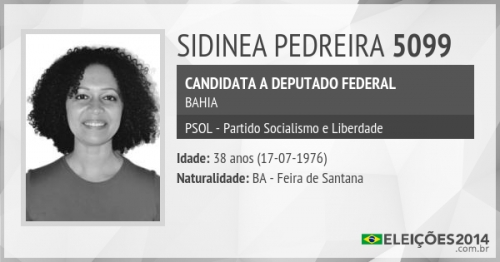 SIDINEA PEDREIRA 5099
CANDIDATA A DEPUTADO FEDERAL
BAHIA
PSOL - Partido Socialismo e Liberdade
Idade: 38 anos (17-07-1976)
Naturalidade: BA - Feira de Santana
ELEIÇÕES2014
.com.br